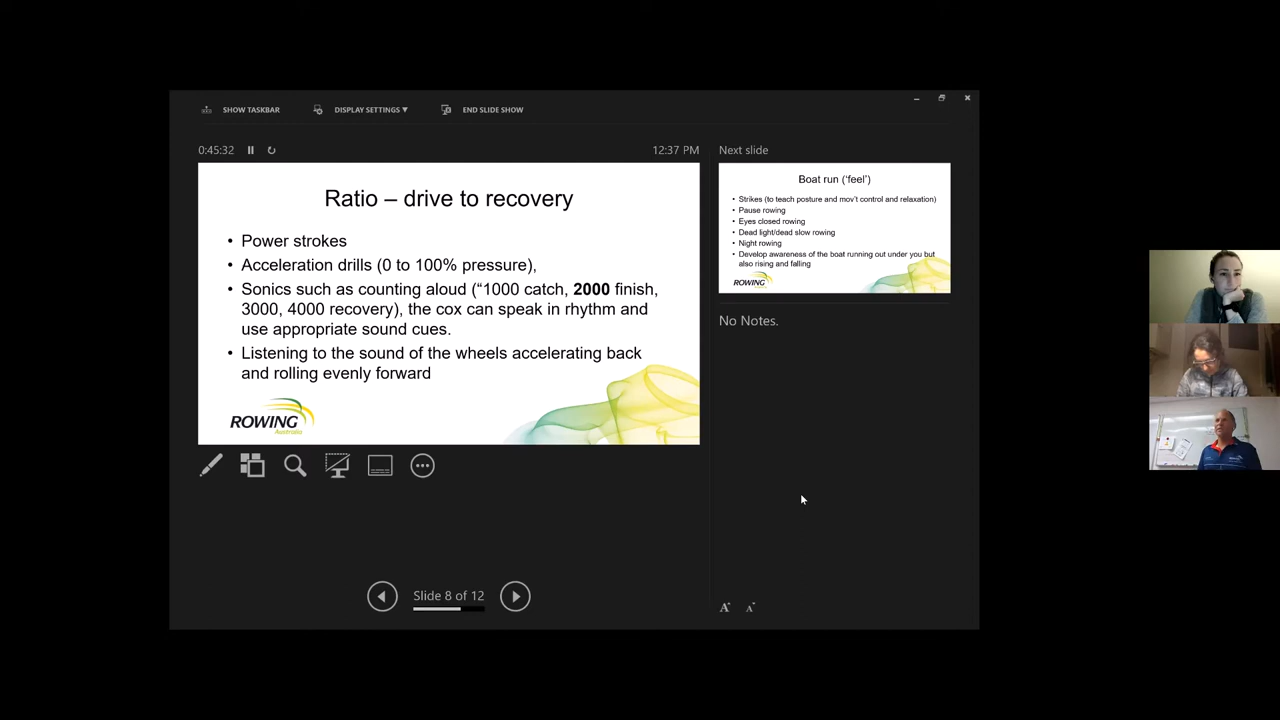 SHOW TASKBAR
DISPLAY SETTINGS ▼
END SLIDE SHOW
0:45:32
12:37 PM
Ratio – drive to recovery
• Power strokes
• Acceleration drills (0 to 100% pressure),
• Sonics such as counting aloud (“1000 catch, 2000 finish,
3000, 4000 recovery), the cox can speak in rhythm and
use appropriate sound cues.
• Listening to the sound of the wheels accelerating back
and rolling evenly forward
ROWING
Australia
Slide 8 of 12
Next slide
Boat run (‘feel’)
• Strikes (to teach posture and mov’t control and relaxation)
• Pause rowing
• Eyes closed rowing
• Dead light/dead slow rowing
• Night rowing
• Develop awareness of the boat running out under you but
also rising and falling
ROWING
No Notes.
A A